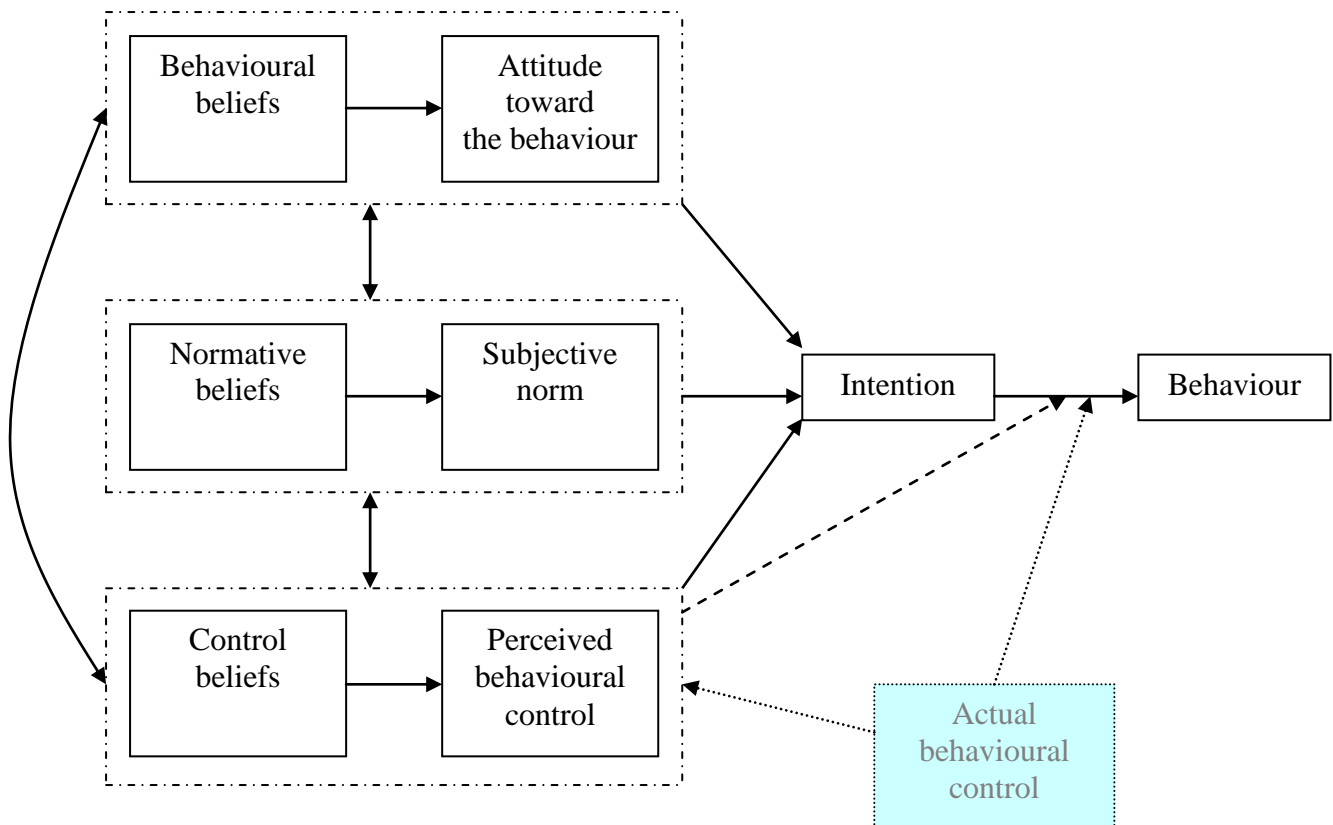 Behavioural
beliefs
Attitude
toward
the behaviour
Normative
beliefs
Subjective
norm
Intention
Behaviour
Control
beliefs
Perceived
behavioural
control
Actual
behavioural
control